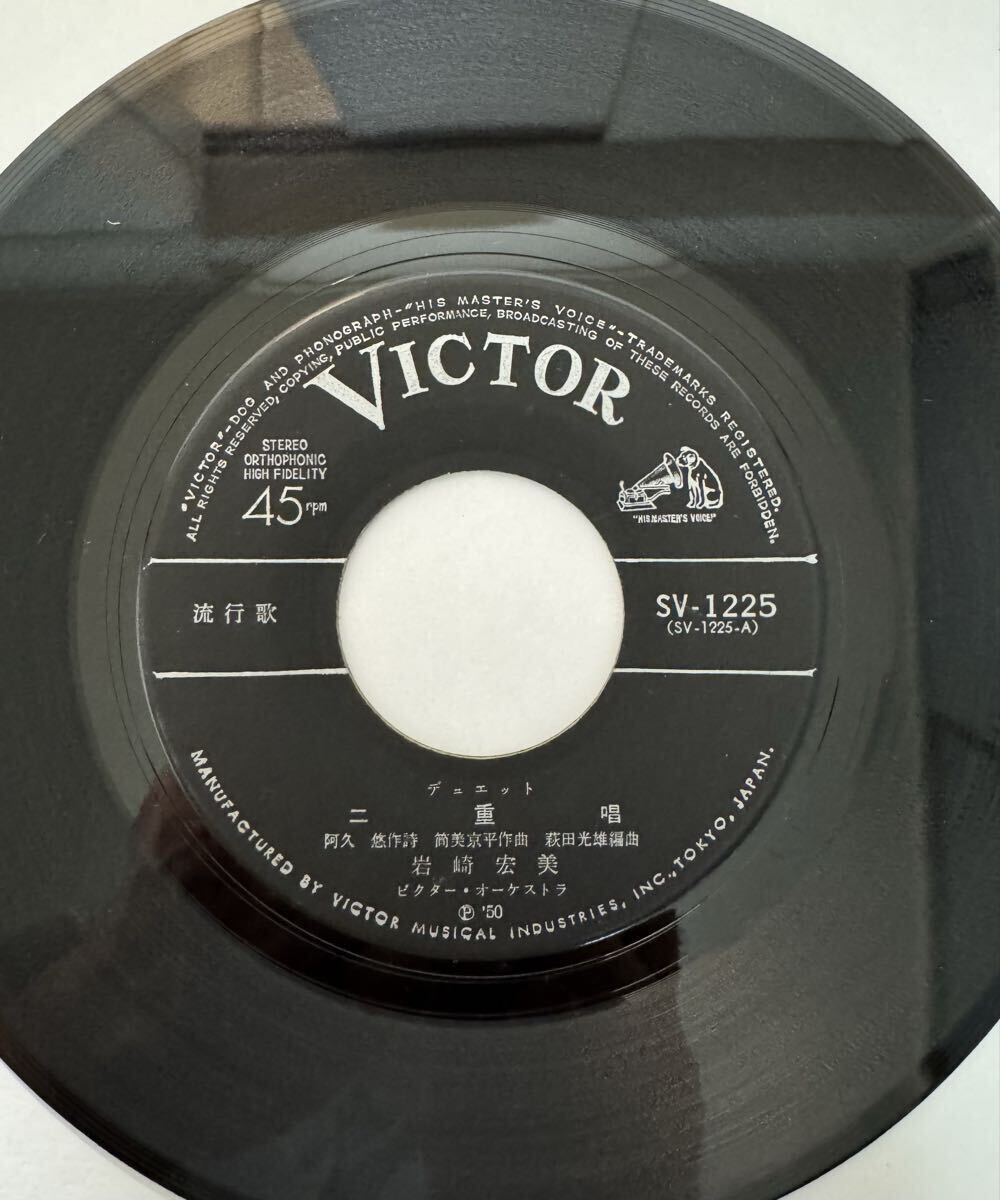 "VICTOR"-DOG AND PHONOGRAPH-"HIS MASTER'S VOICE"-TRADEMARKS REGISTERED.
ALL RIGHTS RESERVED, COPYING, PUBLIC PERFORMANCE, BROADCASTING OF THESE RECORDS ARE FORBIDDEN.
VICTOR
STEREO
ORTHOPHONIC
HIGH FIDELITY
45rpm
"HIS MASTER'S VOICE"
流行歌
SV-1225
(SV-1225-A)
デュエット
二重唱
阿久 悠作詩 筒美京平作曲 萩田光雄編曲
岩崎宏美
ビクター・オーケストラ
Ⓟ '50
MANUFACTURED BY VICTOR MUSICAL INDUSTRIES, INC., TOKYO, JAPAN.